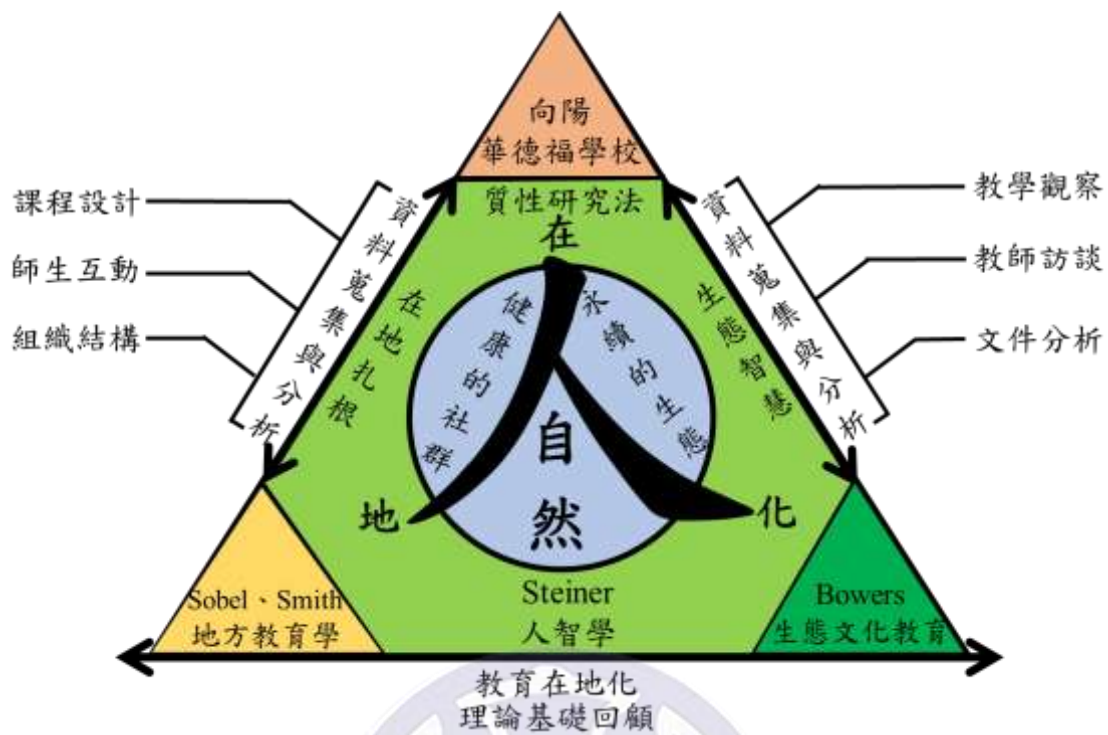 向陽
華德福學校
質性研究法
課程設計
師生互動
組織結構
資料蒐集與分析
在地扎根
在
地
化
人
健康的社群
永續的生態
自
然
生態智慧
資料蒐集與分析
教學觀察
教師訪談
文件分析
Sobel、Smith
地方教育學
Steiner
人智學
Bowers
生態文化教育
教育在地化
理論基礎回顧